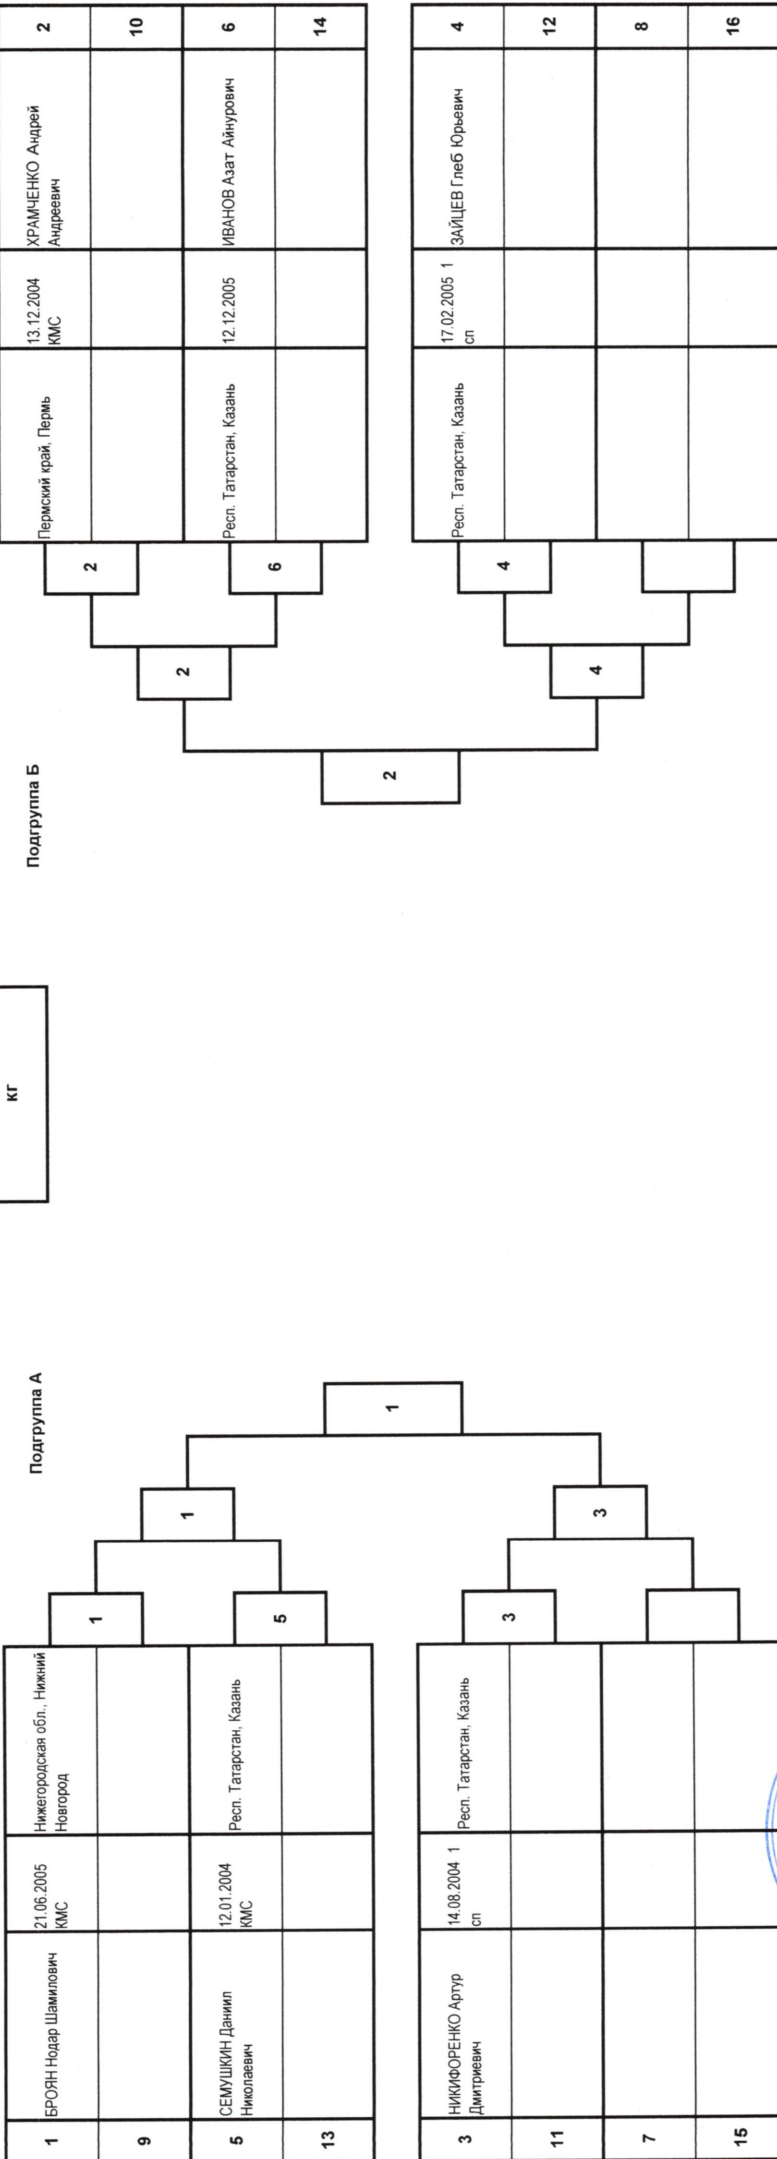 кг
Подгруппа А
Подгруппа Б
1
БРОЯН Нодар Шамилович
21.06.2005
КМС
Нижегородская обл., Нижний
Новгород
9
5
СЕМУШКИН Даниил
Николаевич
12.01.2004
КМС
Респ. Татарстан, Казань
13
3
НИКИФОРЕНКО Артур
Дмитриевич
14.08.2004 1
сп
Респ. Татарстан, Казань
11
7
15
1
5
3
1
3
1
2
2
4
2
6
4
Пермский край, Пермь
13.12.2004
КМС
ХРАМЧЕНКО Андрей
Андреевич
2
10
Респ. Татарстан, Казань
12.12.2005
ИВАНОВ Азат Айнурович
6
14
Респ. Татарстан, Казань
17.02.2005 1
сп
ЗАЙЦЕВ Глеб Юрьевич
4
12
8
16